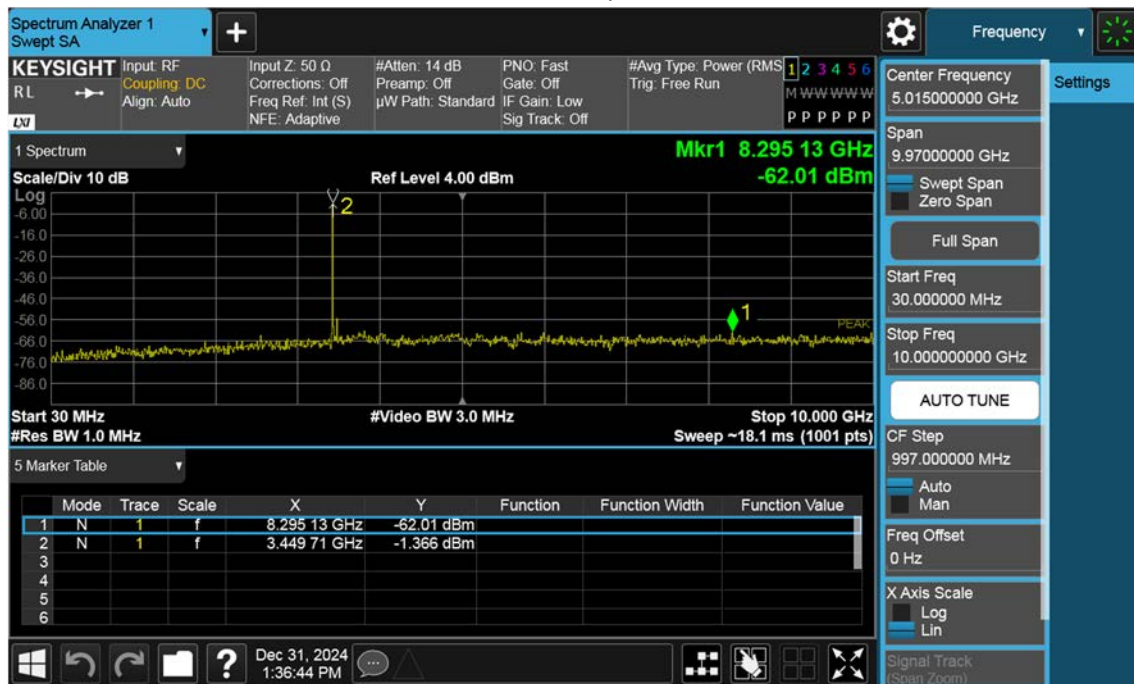 Spectrum Analyzer 1
Swept SA
+
Frequency
KEYSIGHT
RL
LXI
Input: RF
Coupling: DC
Align: Auto
Input Z: 50 Ω
Corrections: Off
Freq Ref: Int (S)
NFE: Adaptive
#Atten: 14 dB
Preamp: Off
µW Path: Standard
PNO: Fast
Gate: Off
IF Gain: Low
Sig Track: Off
#Avg Type: Power (RMS
Trig: Free Run
1 2 3 4 5 6
M W W W W W
P P P P P P
1 Spectrum
Mkr1 8.295 13 GHz
-62.01 dBm
Scale/Div 10 dB
Ref Level 4.00 dBm
Log
-6.00
-16.0
-26.0
-36.0
-46.0
-56.0
-66.0
-76.0
-86.0
2
1
PEAK
Start 30 MHz
#Video BW 3.0 MHz
Stop 10.000 GHz
#Res BW 1.0 MHz
Sweep ~18.1 ms (1001 pts)
5 Marker Table
Mode Trace Scale X Y Function Function Width Function Value
1 N 1 f 8.295 13 GHz -62.01 dBm
2 N 1 f 3.449 71 GHz -1.366 dBm
3
4
5
6
Dec 31, 2024
1:36:44 PM
?
Center Frequency
5.015000000 GHz
Span
9.97000000 GHz
Swept Span
Zero Span
Full Span
Start Freq
30.000000 MHz
Stop Freq
10.000000000 GHz
AUTO TUNE
CF Step
997.000000 MHz
Auto
Man
Freq Offset
0 Hz
X Axis Scale
Log
Lin
Signal Track
(Span Zoom)
Settings